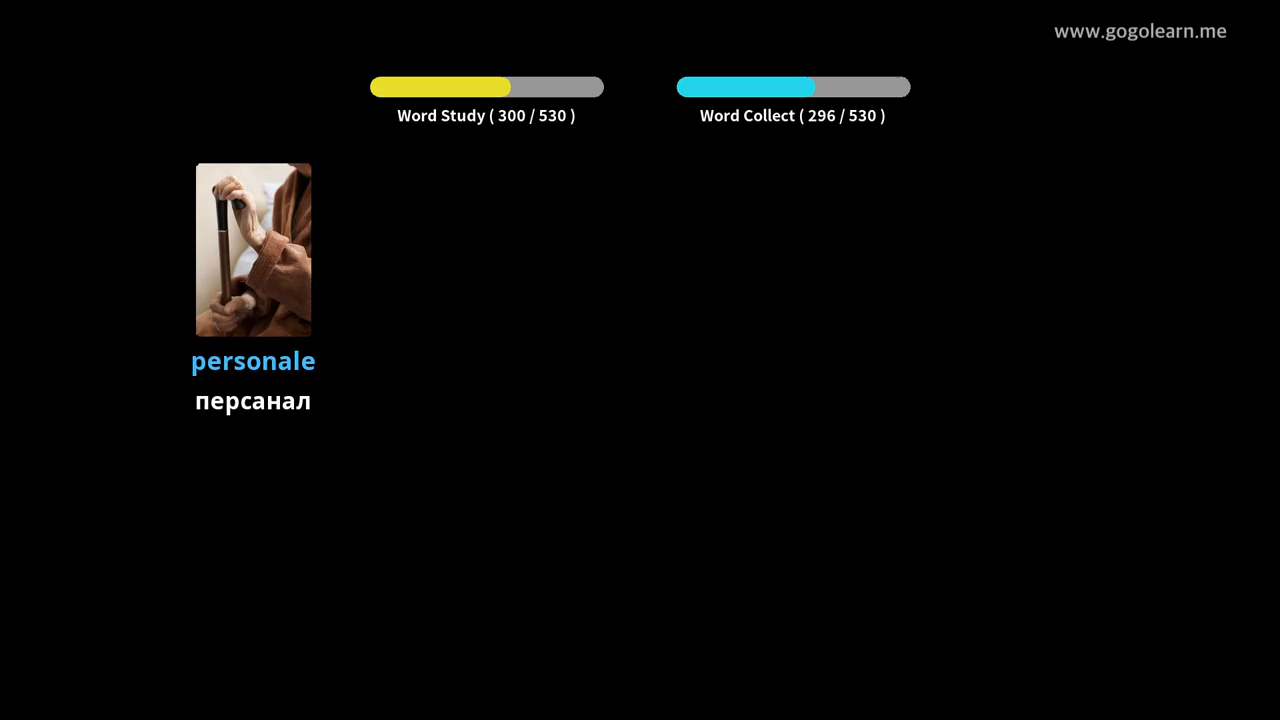 www.gogolearn.me
Word Study ( 300 / 530 )
Word Collect ( 296 / 530 )
personale
персанал